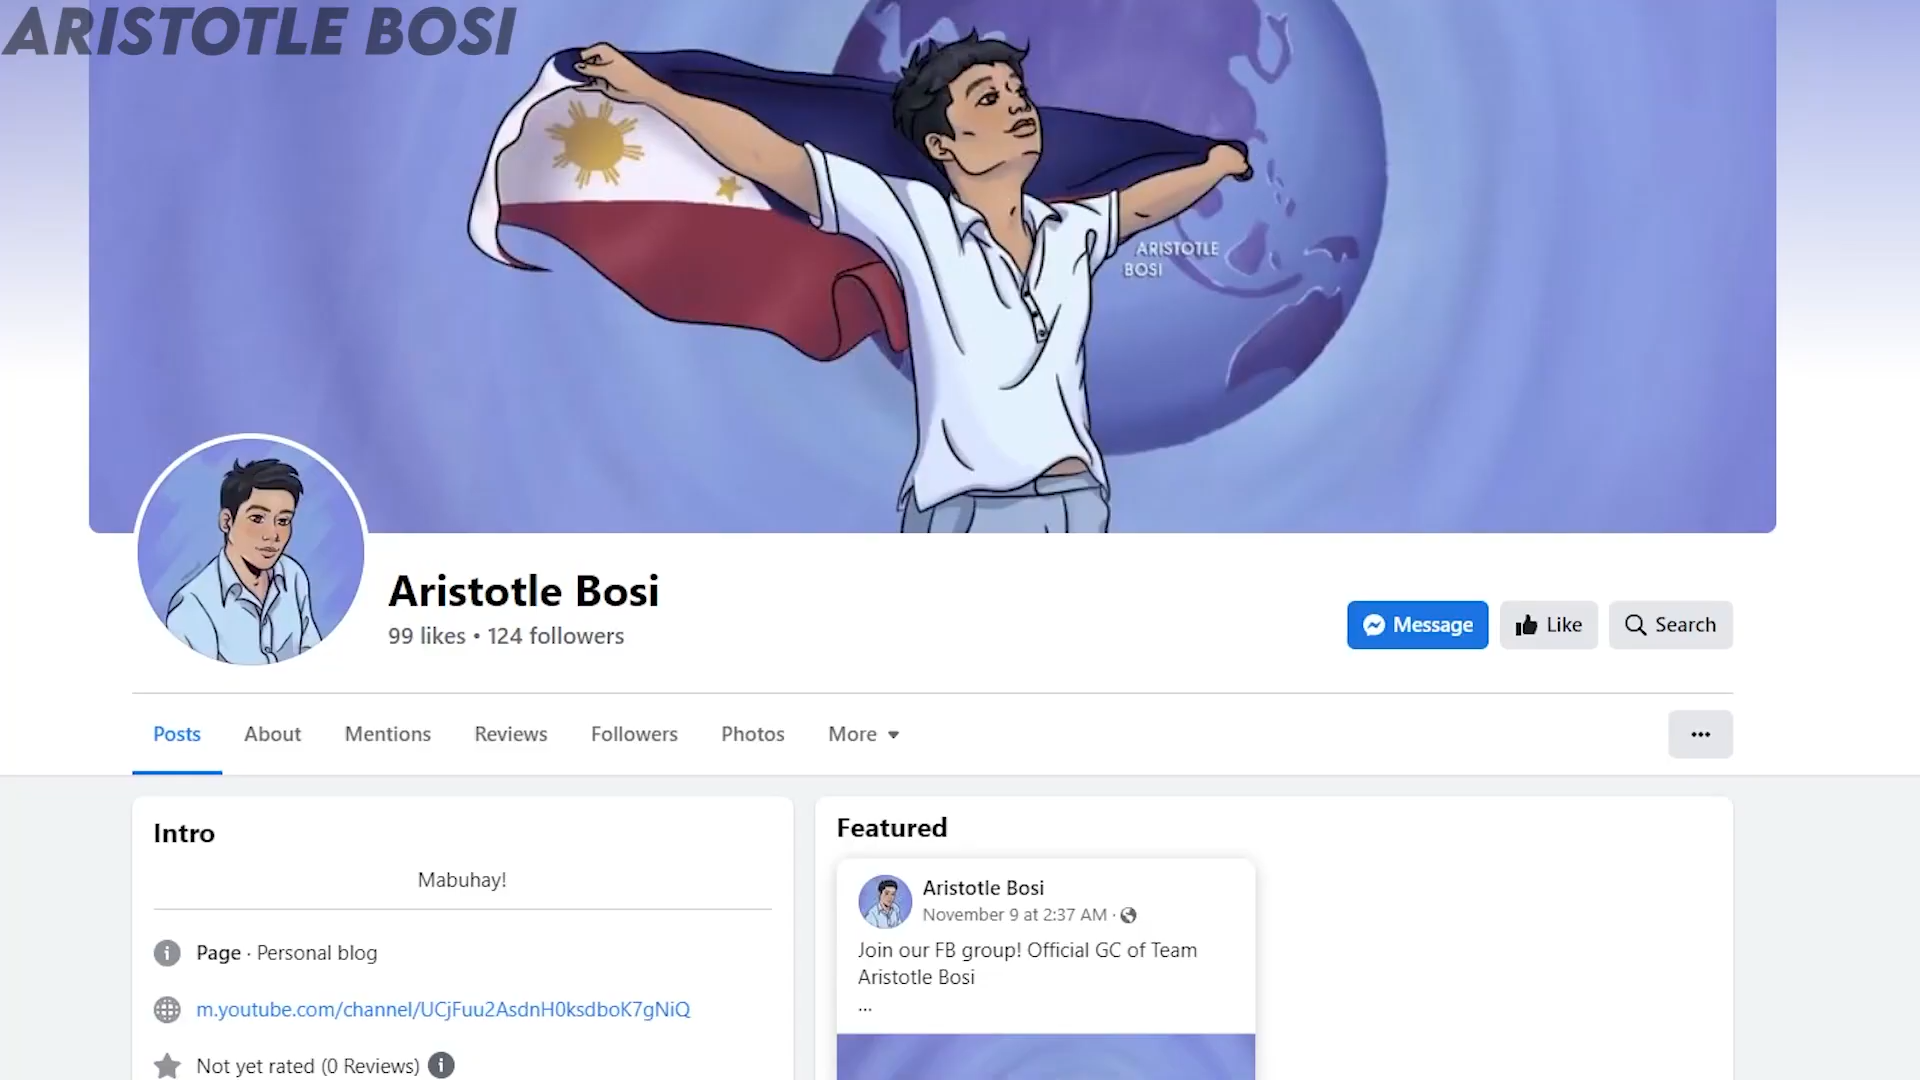 ARISTOTLE BOSI
ARISTOTLE
BOSI
Aristotle Bosi
99 likes • 124 followers
Message
Like
Search
Posts
About
Mentions
Reviews
Followers
Photos
More
Intro
Mabuhay!
Page · Personal blog
m.youtube.com/channel/UCjFuu2AsdnH0ksdboK7gNiQ
Not yet rated (0 Reviews)
Featured
Aristotle Bosi
November 9 at 2:37 AM ·
Join our FB group! Official GC of Team
Aristotle Bosi
...